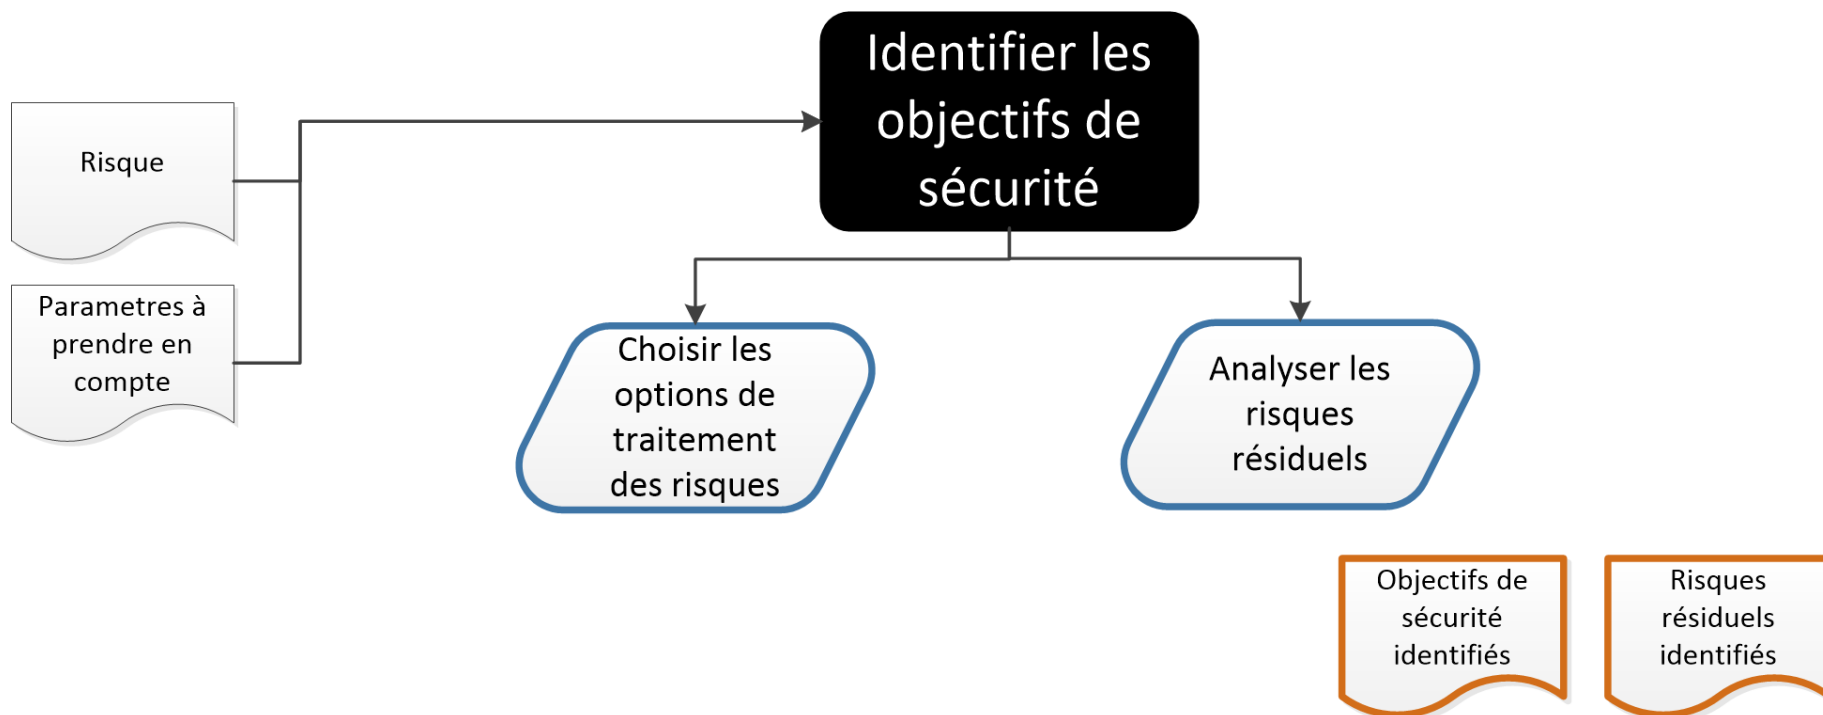 Identifier les
objectifs de
sécurité
Risque
Parametres à
prendre en
compte
Choisir les
options de
traitement
des risques
Analyser les
risques
résiduels
Objectifs de
sécurité
identifiés
Risques
résiduels
identifiés